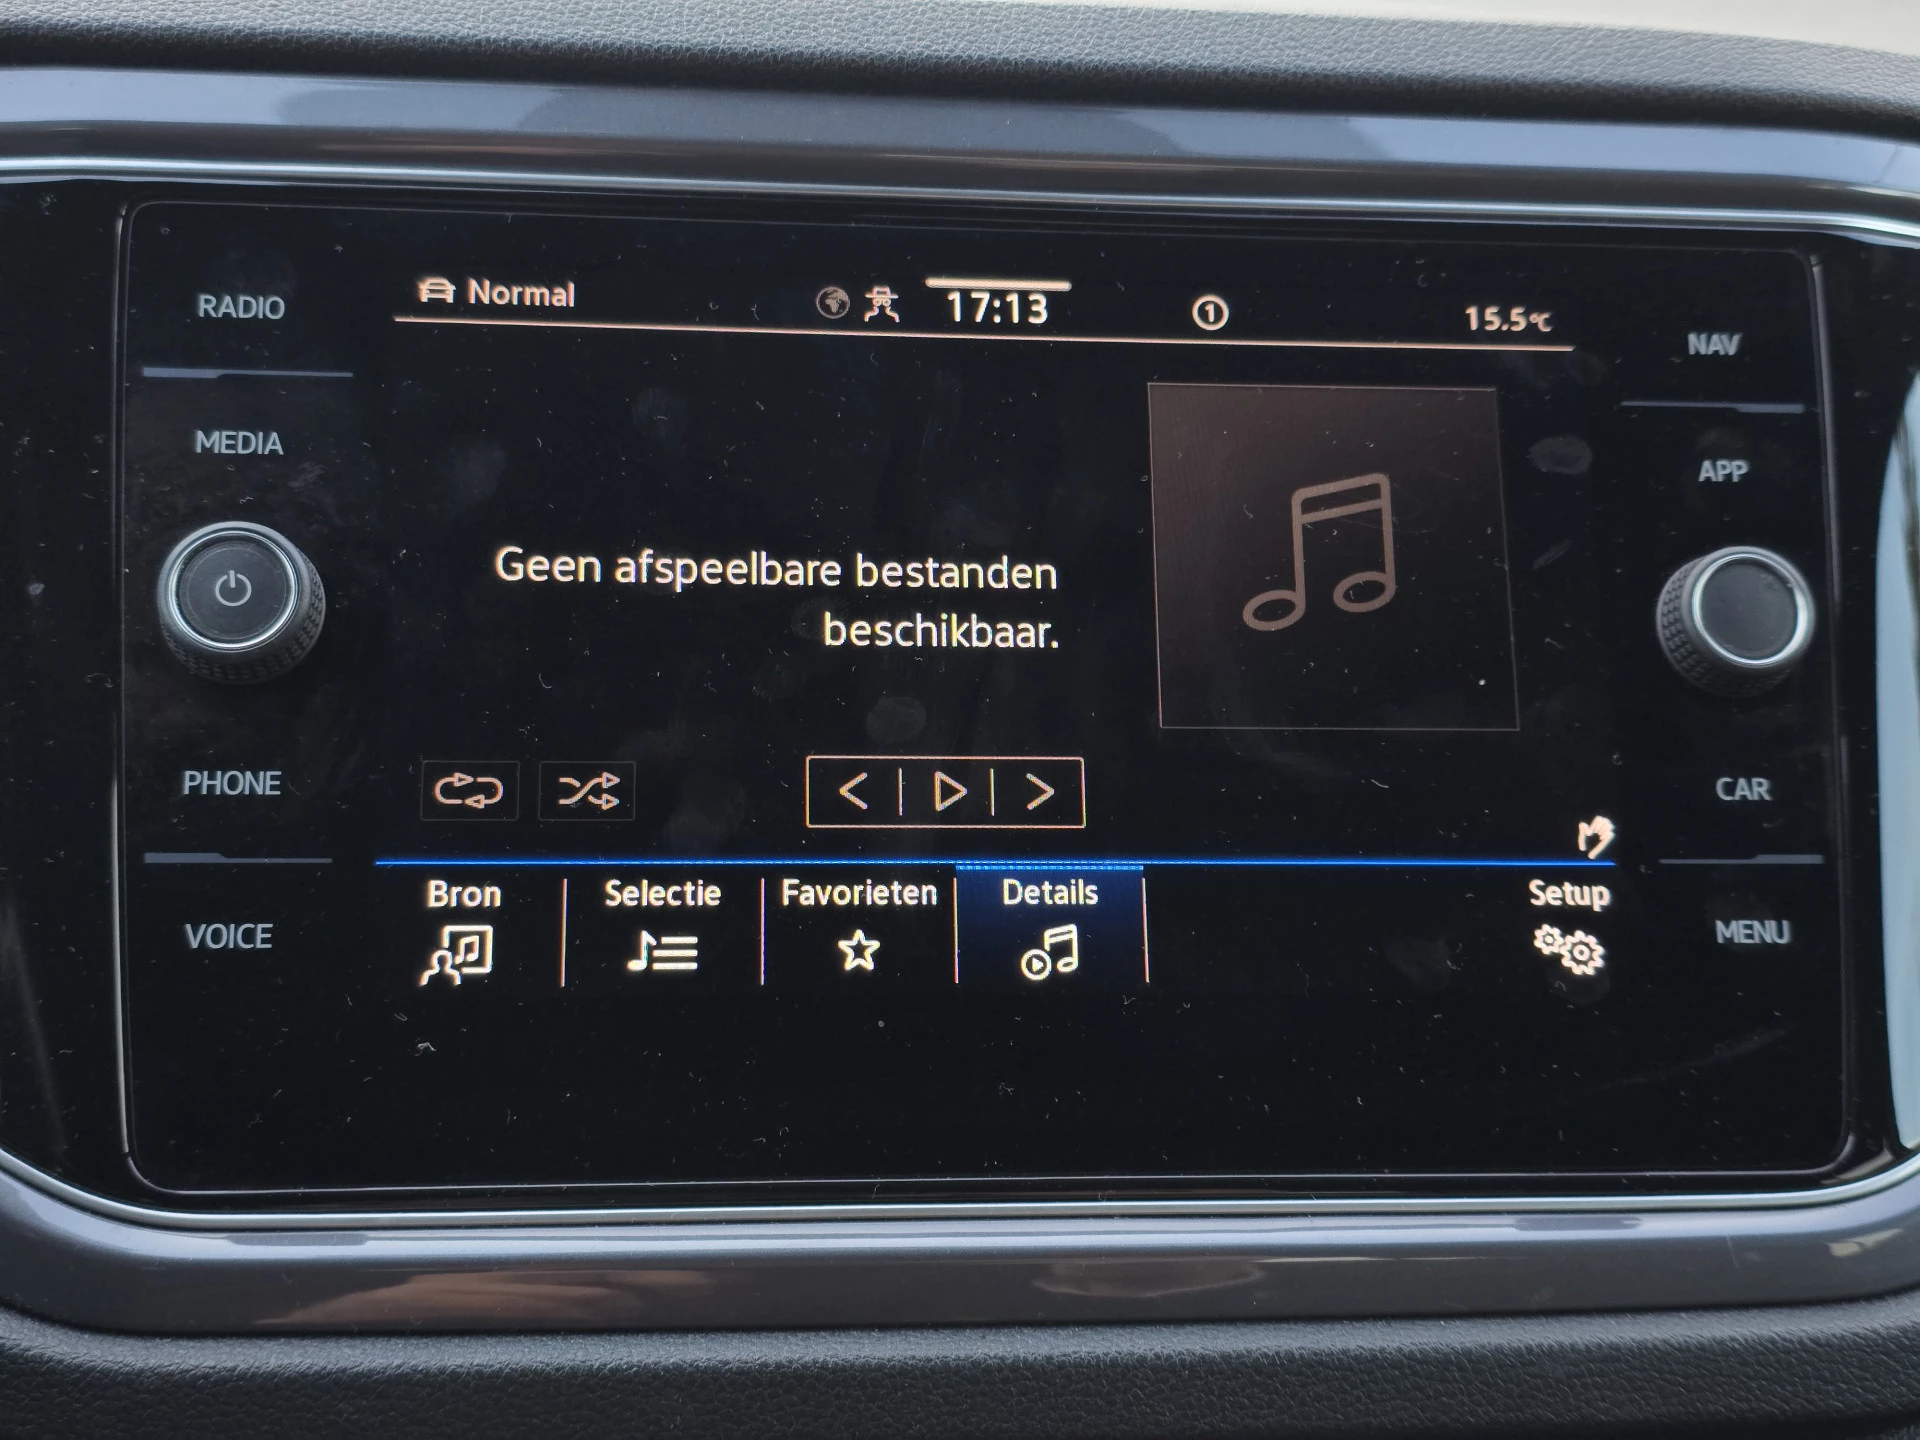 RADIO
MEDIA
PHONE
VOICE
Normal
17:13
1
15.5°C
Geen afspeelbare bestanden
beschikbaar.
Bron
Selectie
Favorieten
Details
Setup
NAV
APP
CAR
MENU